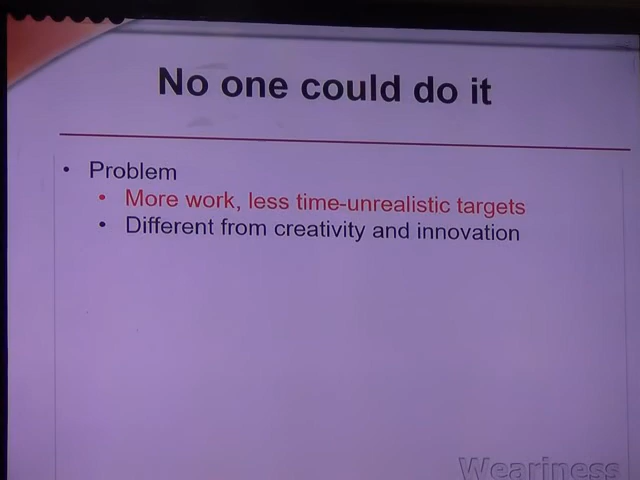 No one could do it
• Problem
• More work, less time-unrealistic targets
• Different from creativity and innovation
Weariness